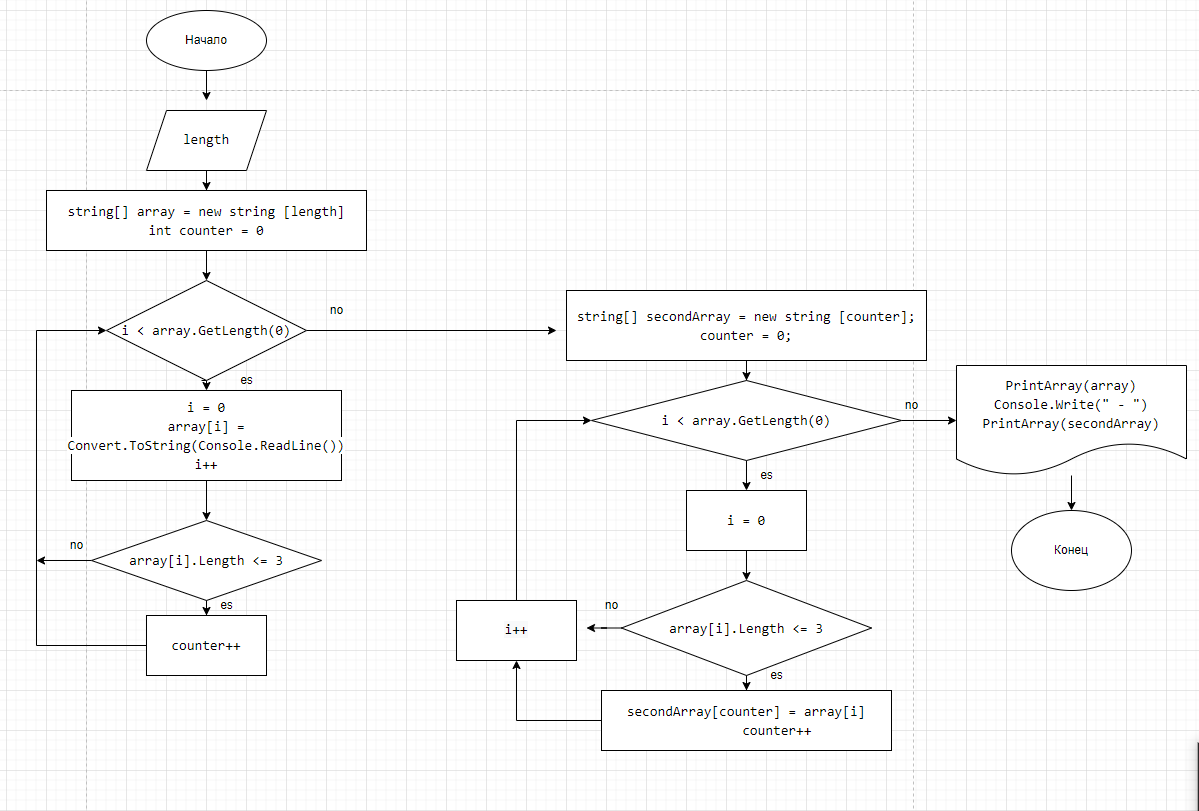 Начало
length
string[] array = new string [length]
int counter = 0
i < array.GetLength(0)
no
es
i = 0
array[i] =
Convert.ToString(Console.ReadLine())
i++
array[i].Length <= 3
no
es
counter++
string[] secondArray = new string [counter];
counter = 0;
i < array.GetLength(0)
no
es
i = 0
array[i].Length <= 3
no
es
i++
secondArray[counter] = array[i]
counter++
PrintArray(array)
Console.Write(" - ")
PrintArray(secondArray)
Конец